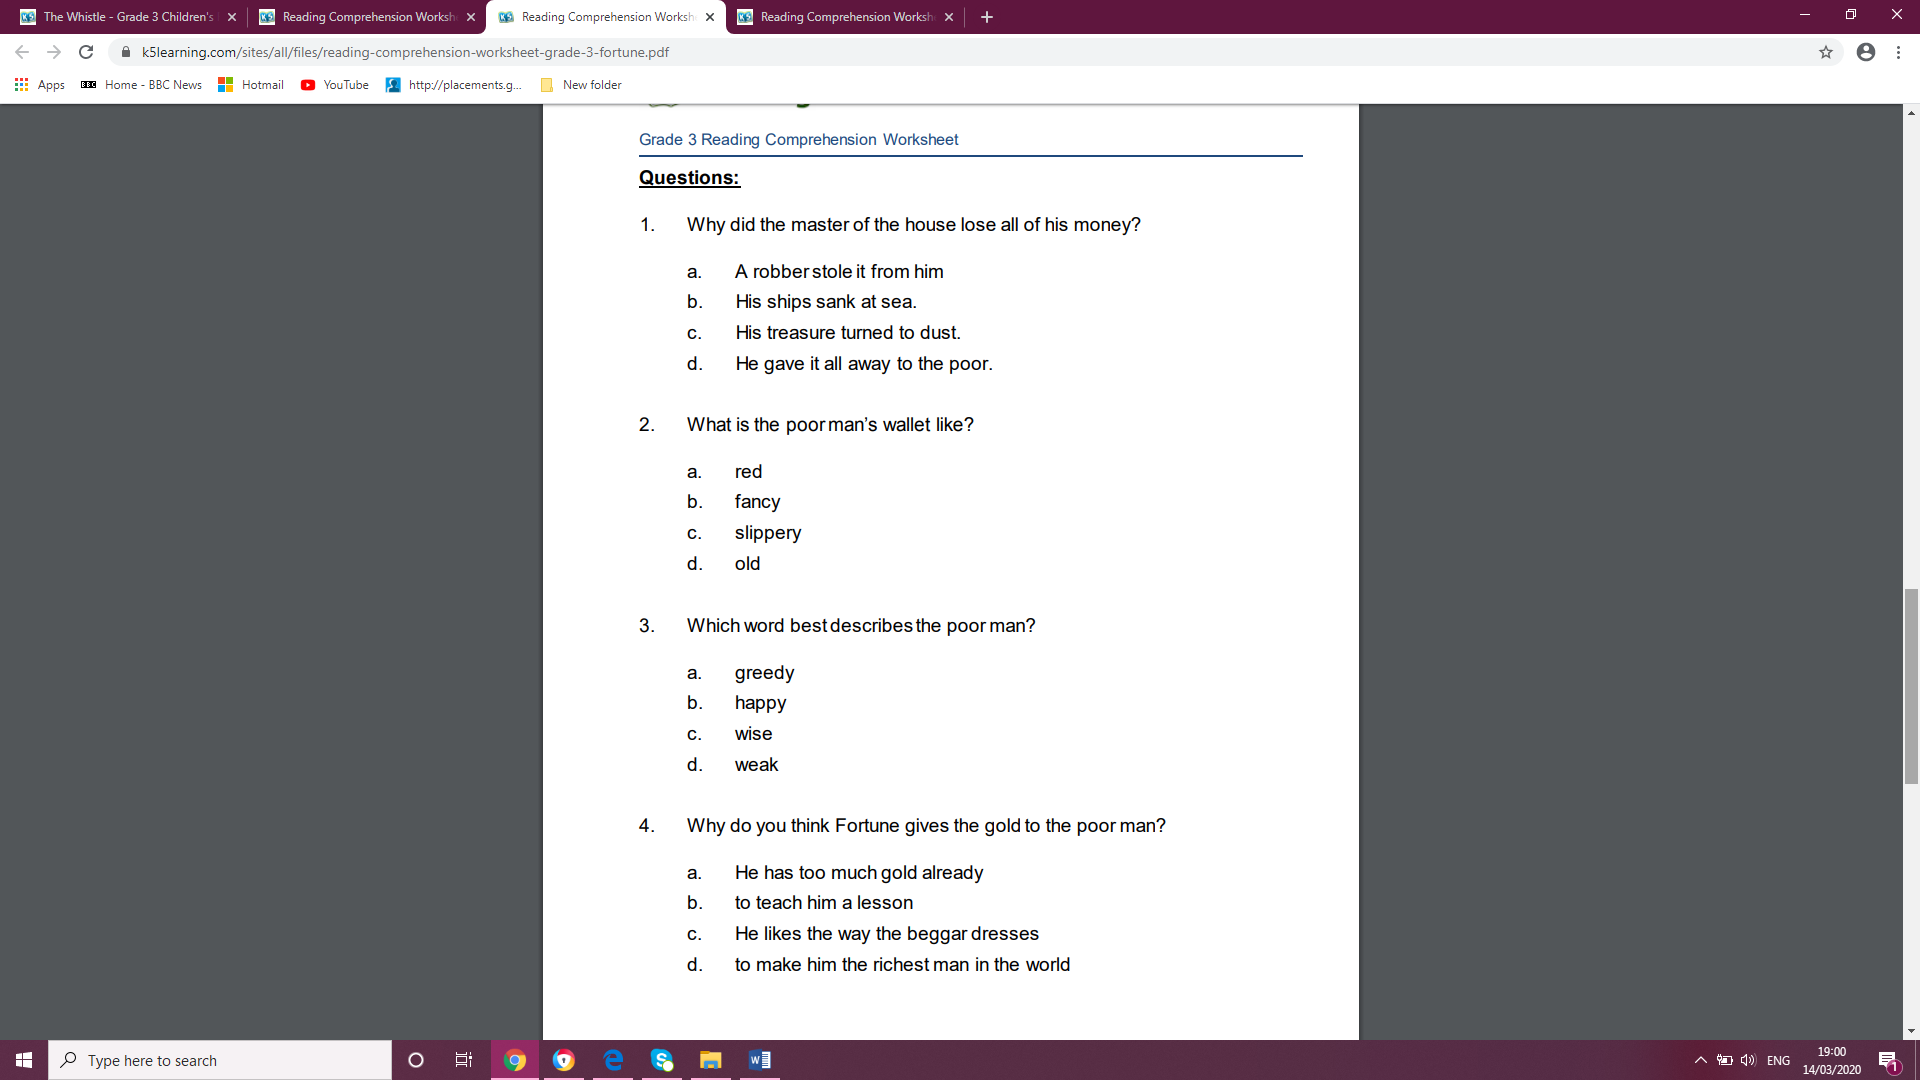 The Whistle - Grade 3 Children's
Reading Comprehension Worksh
Reading Comprehension Worksh
Reading Comprehension Worksh
k5learning.com/sites/all/files/reading-comprehension-worksheet-grade-3-fortune.pdf
Apps
BBC Home - BBC News
Hotmail
YouTube
http://placements.g...
New folder
Grade 3 Reading Comprehension Worksheet
Questions:
1. Why did the master of the house lose all of his money?
a. A robber stole it from him
b. His ships sank at sea.
c. His treasure turned to dust.
d. He gave it all away to the poor.
2. What is the poor man’s wallet like?
a. red
b. fancy
c. slippery
d. old
3. Which word best describes the poor man?
a. greedy
b. happy
c. wise
d. weak
4. Why do you think Fortune gives the gold to the poor man?
a. He has too much gold already
b. to teach him a lesson
c. He likes the way the beggar dresses
d. to make him the richest man in the world
Type here to search
ENG
19:00
14/03/2020
1